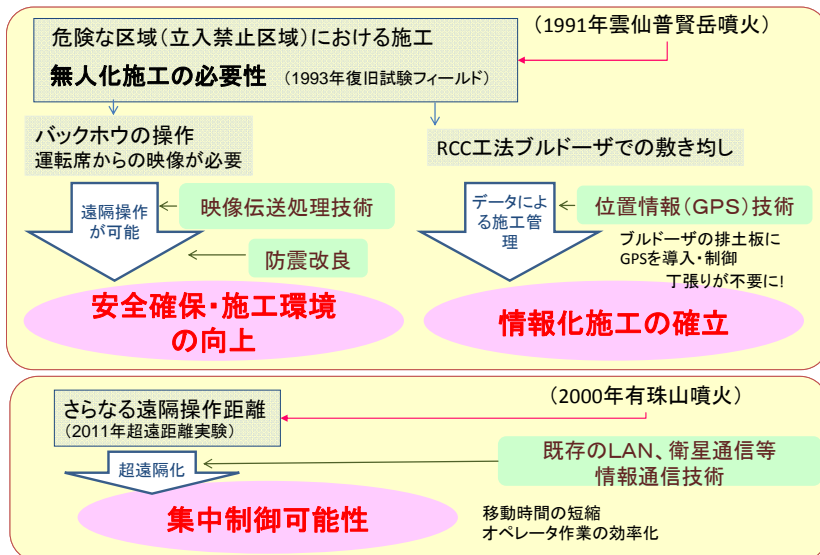 危険な区域（立入禁止区域）における施工
無人化施工の必要性 （1993年復旧試験フィールド）
（1991年雲仙普賢岳噴火）
バックホウの操作
運転席からの映像が必要
RCC工法ブルドーザでの敷き均し
遠隔操作
が可能
映像伝送処理技術
防震改良
データによ
る施工管
理
位置情報（GPS）技術
ブルドーザの排土板に
GPSを導入・制御
丁張りが不要に!
安全確保・施工環境
の向上
情報化施工の確立
さらなる遠隔操作距離
（2011年超遠距離実験）
（2000年有珠山噴火）
超遠隔化
既存のLAN、衛星通信等
情報通信技術
集中制御可能性
移動時間の短縮
オペレータ作業の効率化